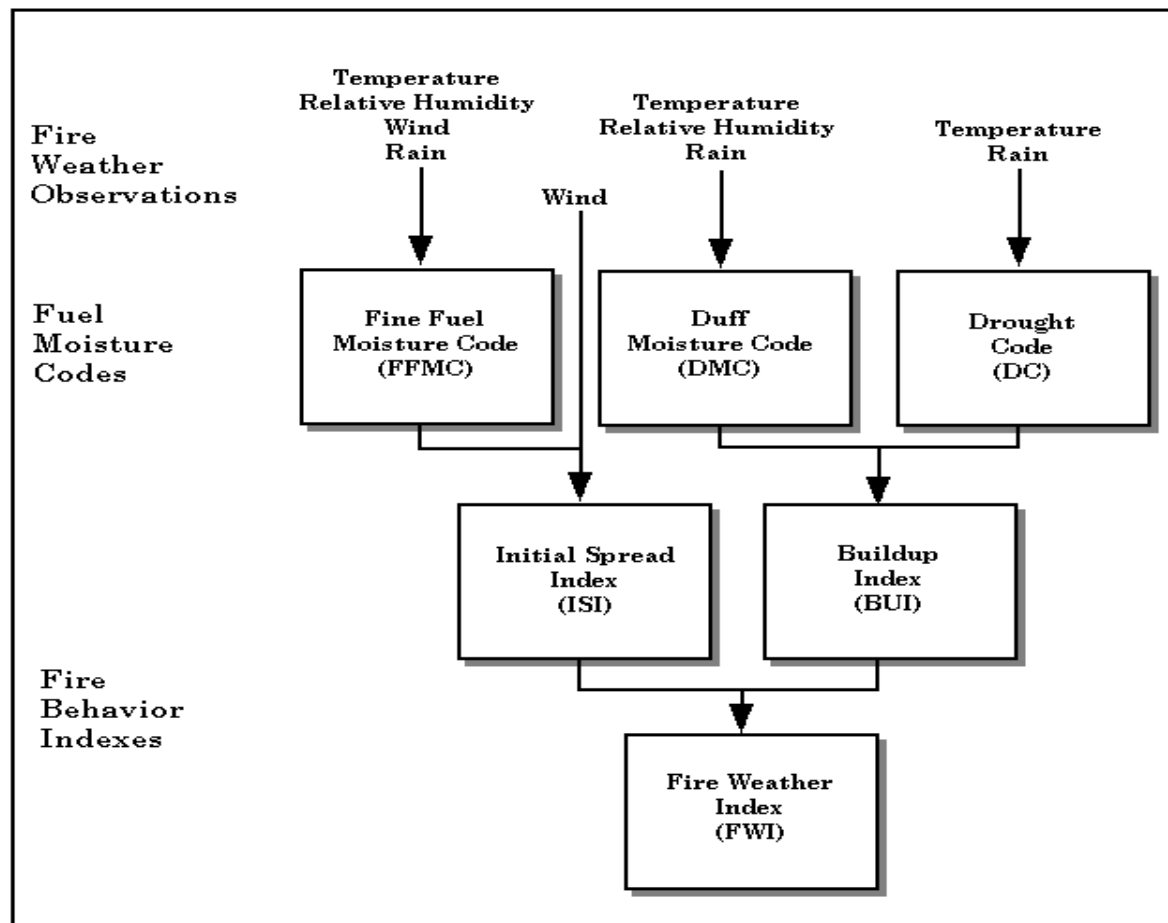 Fire
Weather
Observations
Temperature
Relative Humidity
Wind
Rain
Wind
Temperature
Relative Humidity
Rain
Temperature
Rain
Fuel
Moisture
Codes
Fine Fuel
Moisture Code
(FFMC)
Duff
Moisture Code
(DMC)
Drought
Code
(DC)
Initial Spread
Index
(ISI)
Buildup
Index
(BUI)
Fire
Behavior
Indexes
Fire Weather
Index
(FWI)